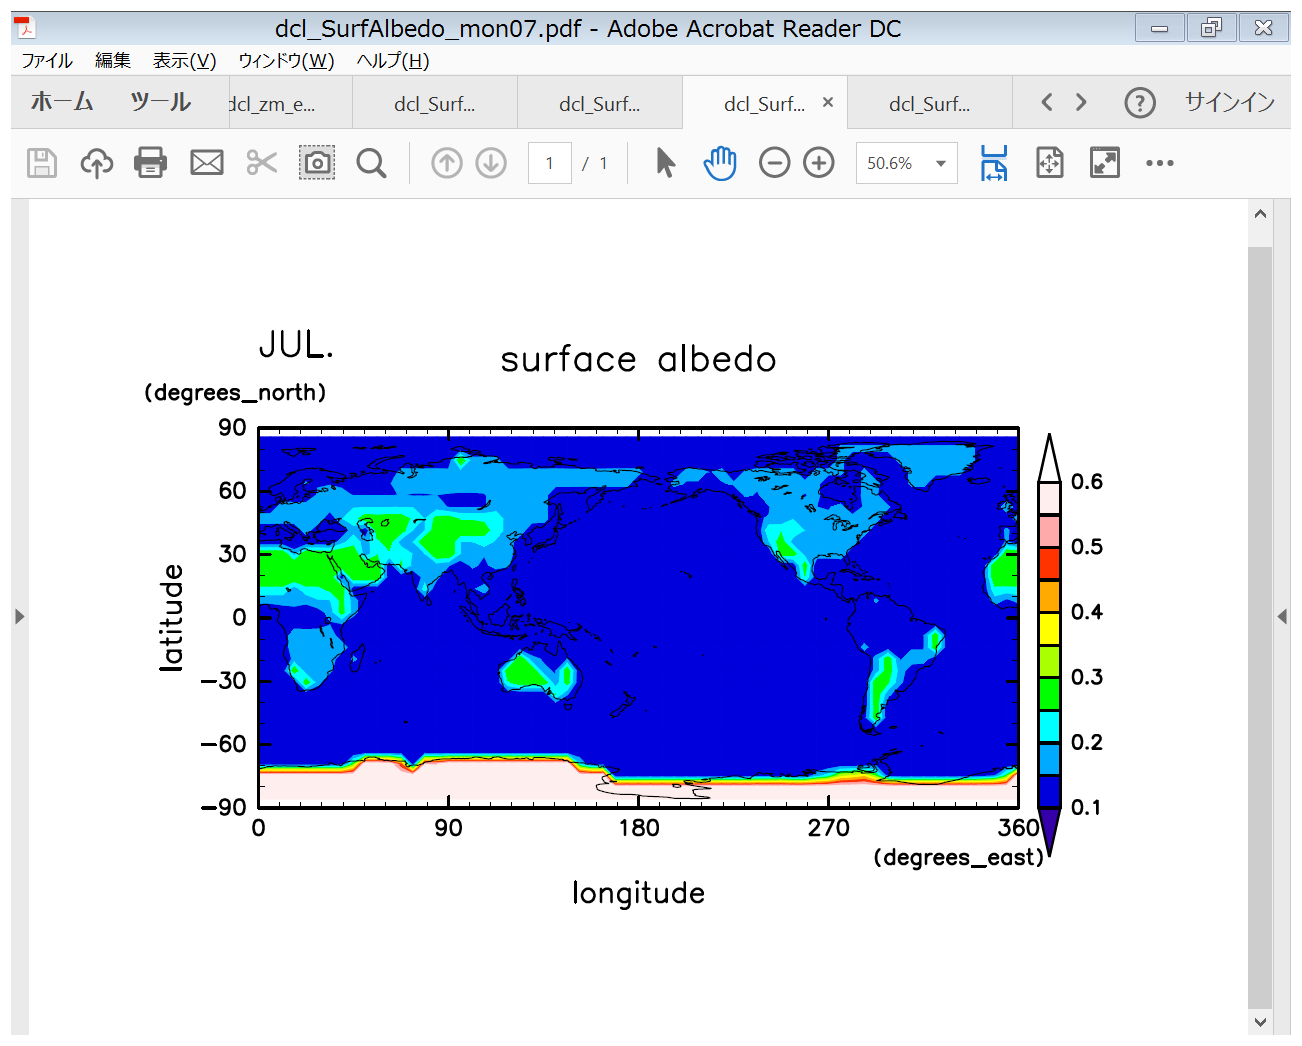 dcl_SurfAlbedo_mon07.pdf - Adobe Acrobat Reader DC
ファイル 編集 表示(V) ウィンドウ(W) ヘルプ(H)
ホーム ツール dcl_zm_e... dcl_Surf... dcl_Surf... dcl_Surf... × dcl_Surf... サインイン
1 / 1 50.6%
JUL.
surface albedo
(degrees_north)
90
60
30
0
−30
−60
−90
latitude
0 90 180 270 360
(degrees_east)
longitude
0.6
0.5
0.4
0.3
0.2
0.1